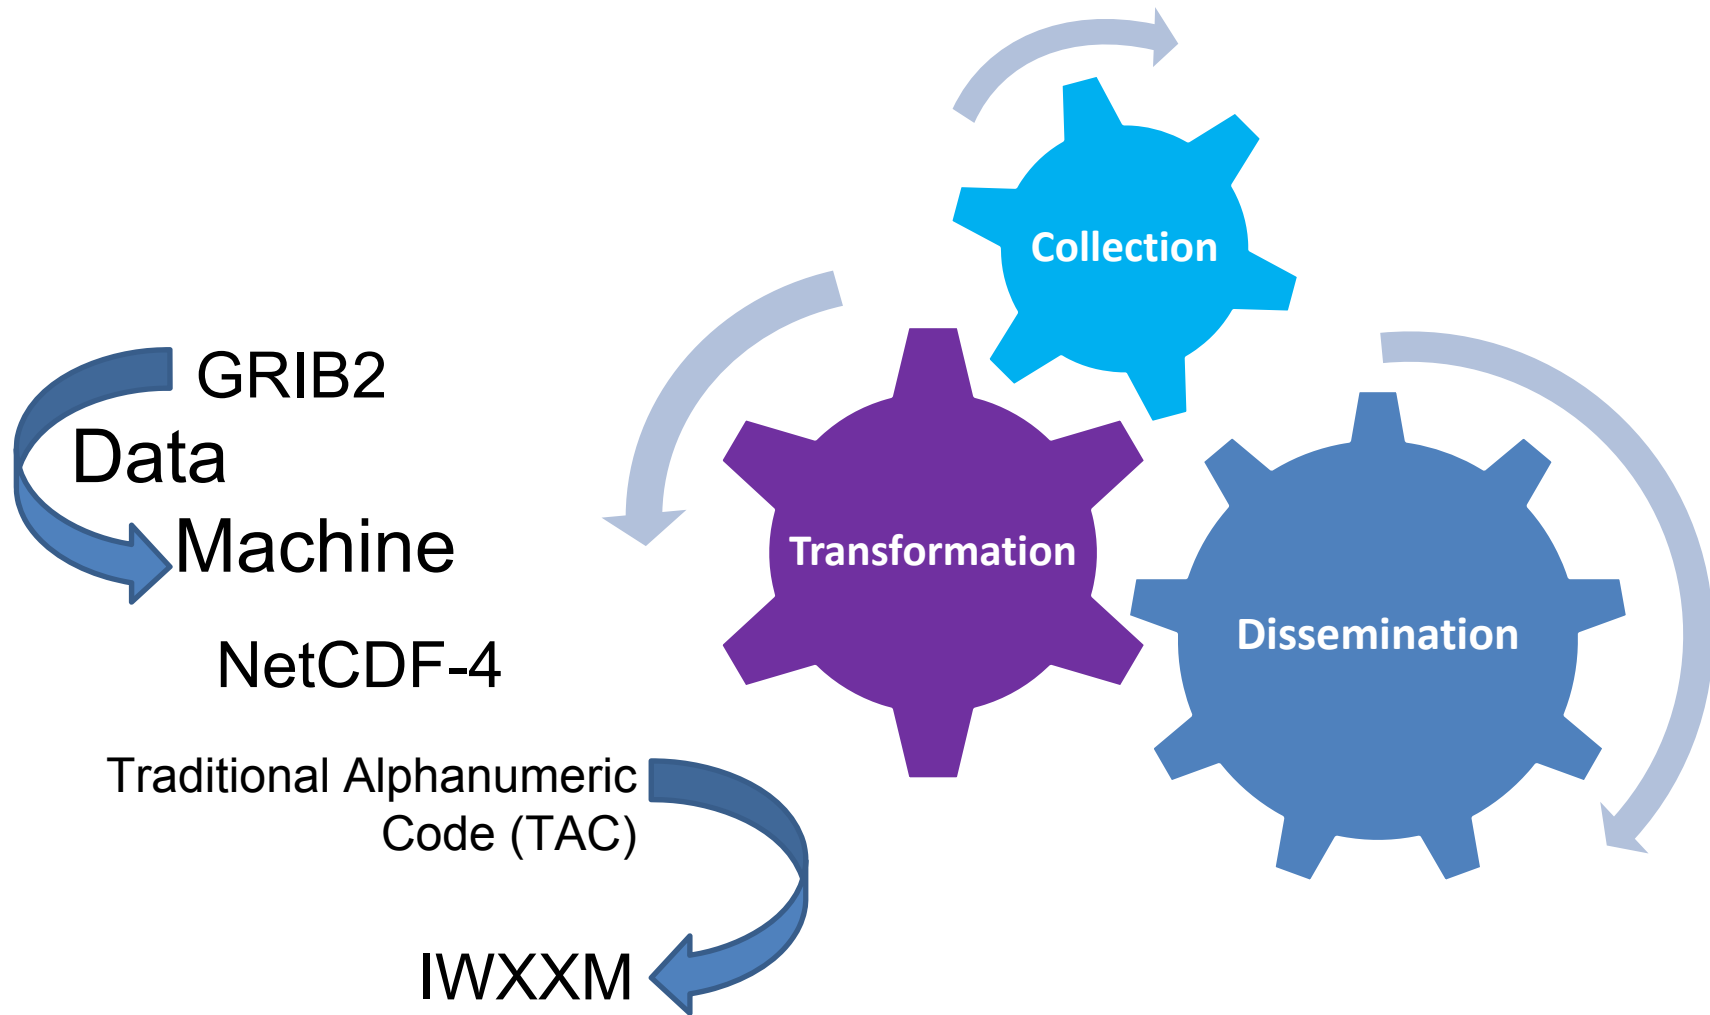 Collection
GRIB2
Data
Machine
Transformation
Dissemination
NetCDF-4
Traditional Alphanumeric
Code (TAC)
IWXXM